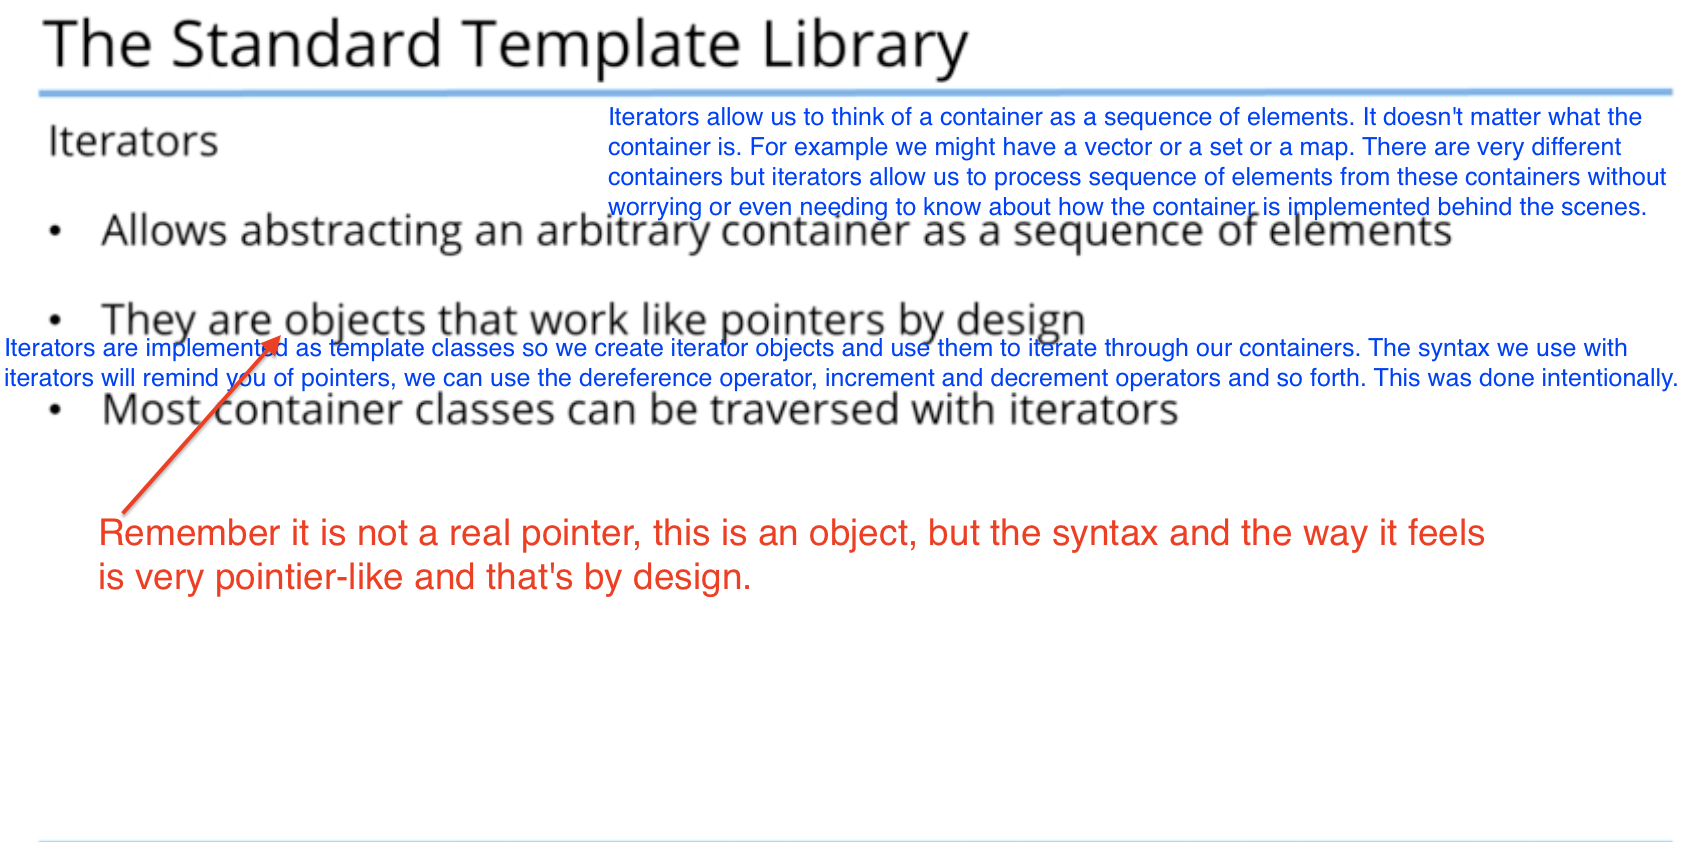 The Standard Template Library
Iterators
Iterators allow us to think of a container as a sequence of elements. It doesn't matter what the
container is. For example we might have a vector or a set or a map. There are very different
containers but iterators allow us to process sequence of elements from these containers without
worrying or even needing to know about how the container is implemented behind the scenes.
• Allows abstracting an arbitrary container as a sequence of elements
• They are objects that work like pointers by design
Iterators are implemented as template classes so we create iterator objects and use them to iterate through our containers. The syntax we use with
iterators will remind you of pointers, we can use the dereference operator, increment and decrement operators and so forth. This was done intentionally.
• Most container classes can be traversed with iterators
Remember it is not a real pointer, this is an object, but the syntax and the way it feels
is very pointier-like and that's by design.